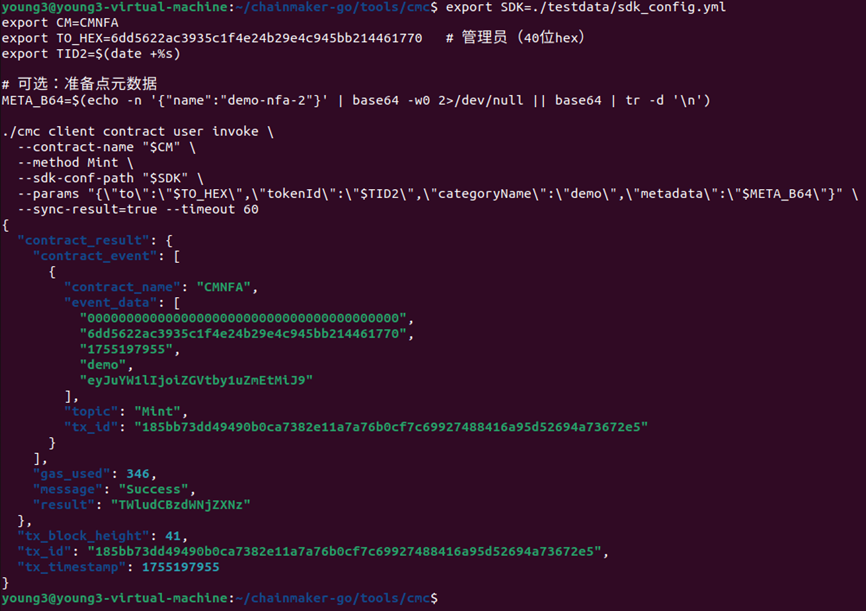 young3@young3-virtual-machine:~/chainmaker-go/tools/cmc$ export SDK=./testdata/sdk_config.yml
export CM=CMNFA
export TO_HEX=6dd5622ac3935c1f4e24b29e4c945bb214461770   # 管理员（40位hex）
export TID2=$(date +%s)

# 可选：准备点元数据
META_B64=$(echo -n '{"name":"demo-nfa-2"}' | base64 -w0 2>/dev/null || base64 | tr -d '\n')

./cmc client contract user invoke \
  --contract-name "$CM" \
  --method Mint \
  --sdk-conf-path "$SDK" \
  --params "{\"to\":\"$TO_HEX\",\"tokenId\":\"$TID2\",\"categoryName\":\"demo\",\"metadata\":\"$META_B64\"}" \
  --sync-result=true --timeout 60
{
  "contract_result": {
    "contract_event": [
      {
        "contract_name": "CMNFA",
        "event_data": [
          "0000000000000000000000000000000000000000",
          "6dd5622ac3935c1f4e24b29e4c945bb214461770",
          "1755197955",
          "demo",
          "eyJuYW1lIjoiZGVtby1uZmEtMiJ9"
        ],
        "topic": "Mint",
        "tx_id": "185bb73dd49490b0ca7382e11a7a76b0cf7c69927488416a95d52694a73672e5"
      }
    ],
    "gas_used": 346,
    "message": "Success",
    "result": "TWludCBzdWNjZXNz"
  },
  "tx_block_height": 41,
  "tx_id": "185bb73dd49490b0ca7382e11a7a76b0cf7c69927488416a95d52694a73672e5",
  "tx_timestamp": 1755197955
}
young3@young3-virtual-machine:~/chainmaker-go/tools/cmc$